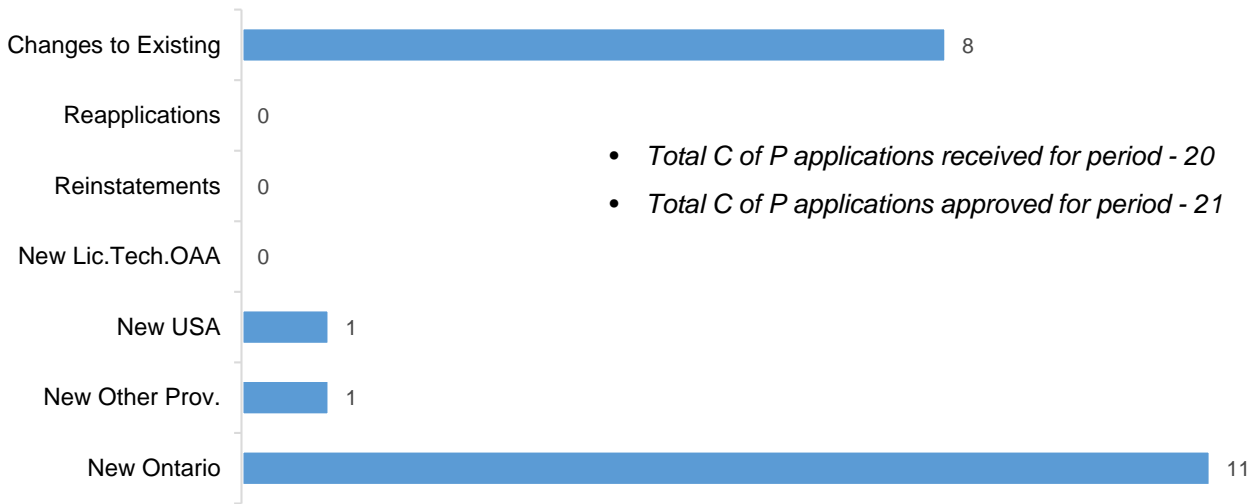 Changes to Existing 8
Reapplications 0
• Total C of P applications received for period - 20
Reinstatements 0
• Total C of P applications approved for period - 21
New Lic.Tech.OAA 0
New USA 1
New Other Prov. 1
New Ontario 11